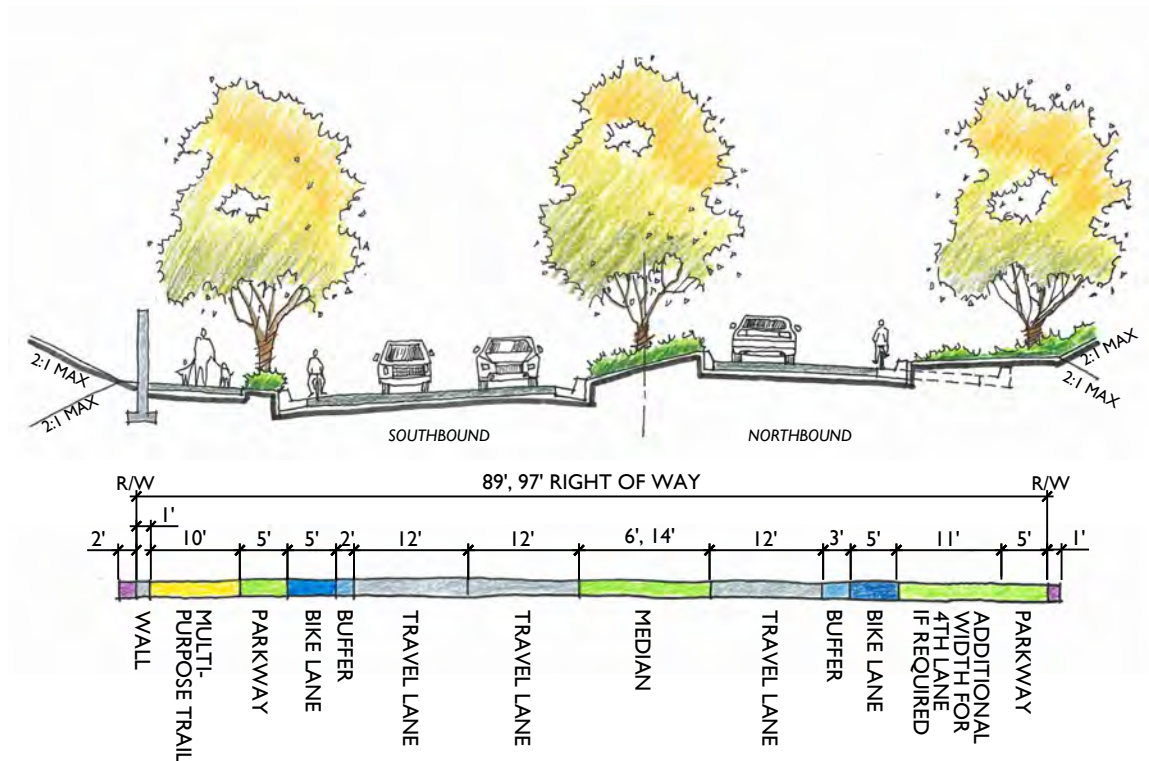 2:1 MAX
2:1 MAX
2:1 MAX
2:1 MAX
SOUTHBOUND
NORTHBOUND
R/W
89', 97' RIGHT OF WAY
R/W
1'
2'
10'
5'
5'
2'
12'
12'
6', 14'
12'
3'
5'
11'
5'
1'
WALL
MULTI-
PURPOSE TRAIL
PARKWAY
BIKE LANE
BUFFER
TRAVEL LANE
TRAVEL LANE
MEDIAN
TRAVEL LANE
BUFFER
BIKE LANE
ADDITIONAL
WIDTH FOR
4TH LANE
IF REQUIRED
PARKWAY